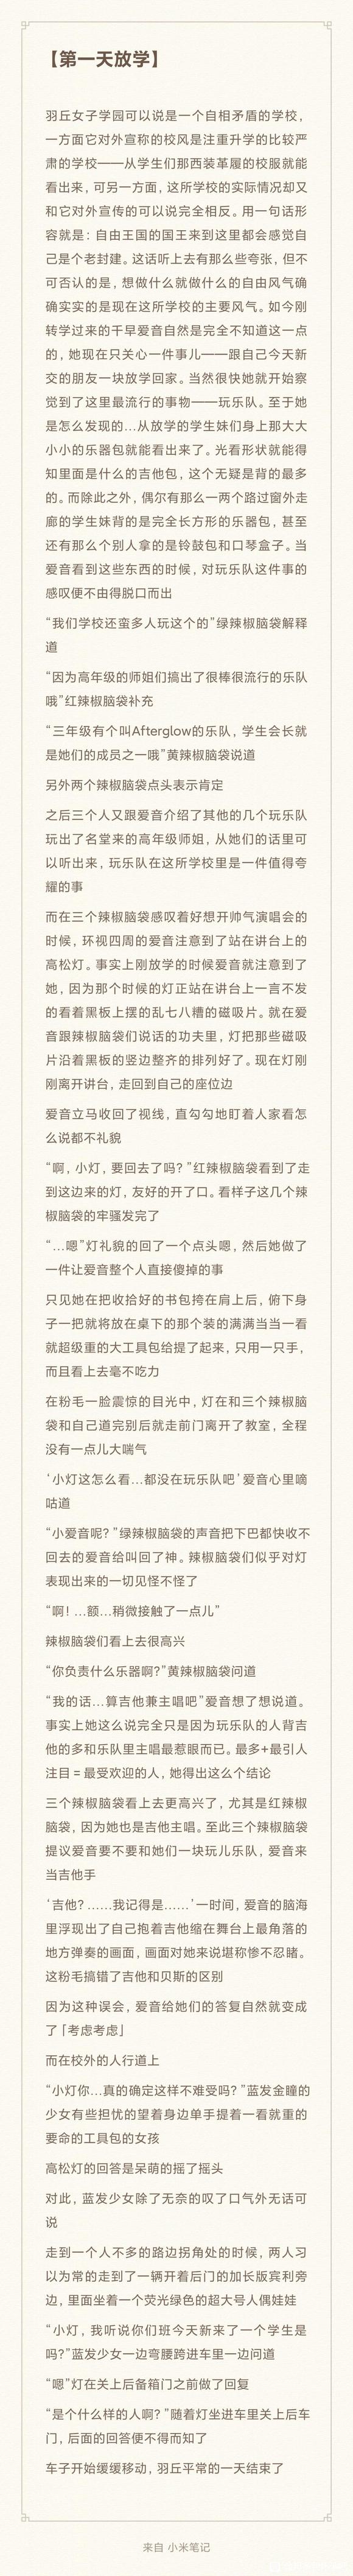 【第一天放学】
羽丘女子学园可以说是一个自相矛盾的学校，
一方面它对外宣称的校风是注重升学的比较严
肃的学校——从学生们那西装革履的校服就能
看出来，可另一方面，这所学校的实际情况却又
和它对外宣传的可以说完全相反。用一句话形
容就是：自由王国的国王来到这里都会感觉自
己是个老封建。这话听上去有那么些夸张，但不
可否认的是，想做什么就做什么的自由风气确
确实实的是现在这所学校的主要风气。如今刚
转学过来的千早爱音自然是完全不知道这一点
的，她现在只关心一件事儿——跟自己今天新
交的朋友一块放学回家。当然很快她就开始察
觉到了这里最流行的事物——玩乐队。至于她
是怎么发现的…从放学的学生妹们身上那大大
小小的乐器包就能看出来了。光看形状就能得
知里面是什么的吉他包，这个无疑是背的最多
的。而除此之外，偶尔有那么一两个路过窗外走
廊的学生妹背的是完全长方形的乐器包，甚至
还有那么个别人拿的是铃鼓包和口琴盒子。当
爱音看到这些东西的时候，对玩乐队这件事的
感叹便不由得脱口而出
“我们学校还蛮多人玩这个的”绿辣椒脑袋解释
道
“因为高年级的师姐们搞出了很棒很流行的乐队
哦”红辣椒脑袋补充
“三年级有个叫Afterglow的乐队，学生会长就
是她们的成员之一哦”黄辣椒脑袋说道
另外两个辣椒脑袋点头表示肯定
之后三个人又跟爱音介绍了其他的几个玩乐队
玩出了名堂来的高年级师姐，从她们的话里可
以听出来，玩乐队在这所学校里是一件值得夸
耀的事
而在三个辣椒脑袋感叹着好想开帅气演唱会的
时候，环视四周的爱音注意到了站在讲台上的
高松灯。事实上刚放学的时候爱音就注意到了
她，因为那个时候的灯正站在讲台上一言不发
的看着黑板上摆的乱七八糟的磁吸片。就在爱
音跟辣椒脑袋们说话的功夫里，灯把那些磁吸
片沿着黑板的竖边整齐的排列好了。现在灯刚
刚离开讲台，走回到自己的座位边
爱音立马收回了视线，直勾勾地盯着人家看怎
么说都不礼貌
“啊，小灯，要回去了吗？”红辣椒脑袋看到了走
到这边来的灯，友好的开了口。看样子这几个辣
椒脑袋的牢骚发完了
“…嗯”灯礼貌的回了一个点头嗯，然后她做了
一件让爱音整个人直接傻掉的事
只见她在把收拾好的书包挎在肩上后，俯下身
子一把就将放在桌下的那个装的满满当当一看
就超级重的大工具包给提了起来，只用一只手，
而且看上去毫不吃力
在粉毛一脸震惊的目光中，灯在和三个辣椒脑
袋和自己道完别后就走前门离开了教室，全程
没有一点儿大喘气
‘小灯这怎么看…都没在玩乐队吧’爱音心里嘀
咕道
“小爱音呢？”绿辣椒脑袋的声音把下巴都快收不
回去的爱音给叫回了神。辣椒脑袋们似乎对灯
表现出来的一切见怪不怪了
“啊！…额…稍微接触了一点儿”
辣椒脑袋们看上去很高兴
“你负责什么乐器啊？”黄辣椒脑袋问道
“我的话…算吉他兼主唱吧”爱音想了想说道。
事实上她这么说完全只是因为玩乐队的人背吉
他的多和乐队里主唱最惹眼而已。最多+最引人
注目=最受欢迎的人，她得出这么个结论
三个辣椒脑袋看上去更高兴了，尤其是红辣椒
脑袋，因为她也是吉他主唱。至此三个辣椒脑袋
提议爱音要不要和她们一块玩儿乐队，爱音来
当吉他手
‘吉他？……我记得是……’一时间，爱音的脑海
里浮现出了自己抱着吉他缩在舞台上最角落的
地方弹奏的画面，画面对她来说堪称惨不忍睹。
这粉毛搞错了吉他和贝斯的区别
因为这种误会，爱音给她们的答复自然就变成
了「考虑考虑」
而在校外的人行道上
“小灯你…真的确定这样不难受吗？”蓝发金瞳的
少女有些担忧的望着身边单手提着一看就重的
要命的工具包的女孩
高松灯的回答是呆萌的摇了摇头
对此，蓝发少女除了无奈的叹了口气外无话可
说
走到一个人不多的路边拐角处的时候，两人习
以为常的走到了一辆开着后门的加长版宾利旁
边，里面坐着一个荧光绿色的超大号人偶娃娃
“小灯，我听说你们班今天新来了一个学生是
吗？”蓝发少女一边弯腰跨进车里一边问道
“嗯”灯在关上后备箱门之前做了回复
“是个什么样的人啊？”随着灯坐进车里关上后车
门，后面的回答便不得而知了
车子开始缓缓移动，羽丘平常的一天结束了
来自 小米笔记